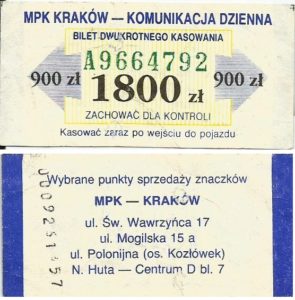 MPK KRAKÓW — KOMUNIKACJA DZIENNA
BILET DWUKROTNEGO KASOWANIA
A9664792
900 zł 1800 zł 900 zł
ZACHOWAĆ DLA KONTROLI
Kasować zaraz po wejściu do pojazdu
Wybrane punkty sprzedaży znaczków
MPK — KRAKÓW
ul. Św. Wawrzyńca 17
ul. Mogilska 15 a
ul. Polonijna (os. Kozłówek)
N. Huta — Centrum D bl. 7